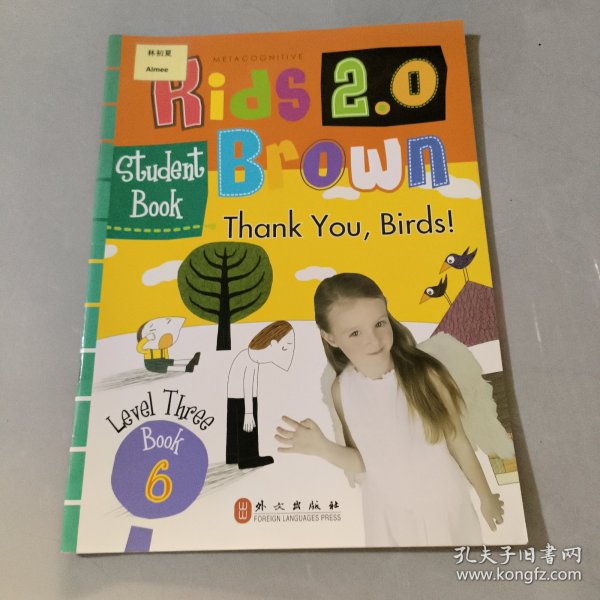 林初夏
Aimee
METACOGNITIVE
Kids 2.0
Brown
Student
Book
Thank You, Birds!
Level Three
Book
6
外文出版社
FOREIGN LANGUAGES PRESS
孔夫子旧书网
www.kongfz.com